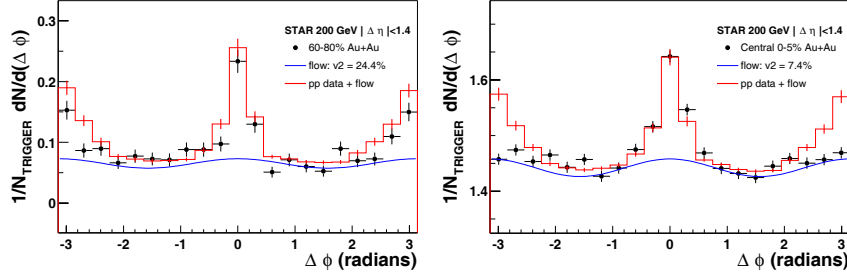 STAR 200 GeV | Δ η |<1.4
60-80% Au+Au
flow: v2 = 24.4%
pp data + flow
1/N_TRIGGER dN/d(Δ ϕ)
0.3
0.2
0.1
0
-3 -2 -1 0 1 2 3
Δ ϕ (radians)
STAR 200 GeV | Δ η |<1.4
Central 0-5% Au+Au
flow: v2 = 7.4%
pp data + flow
1/N_TRIGGER dN/d(Δ ϕ)
1.6
1.4
-3 -2 -1 0 1 2 3
Δ ϕ (radians)